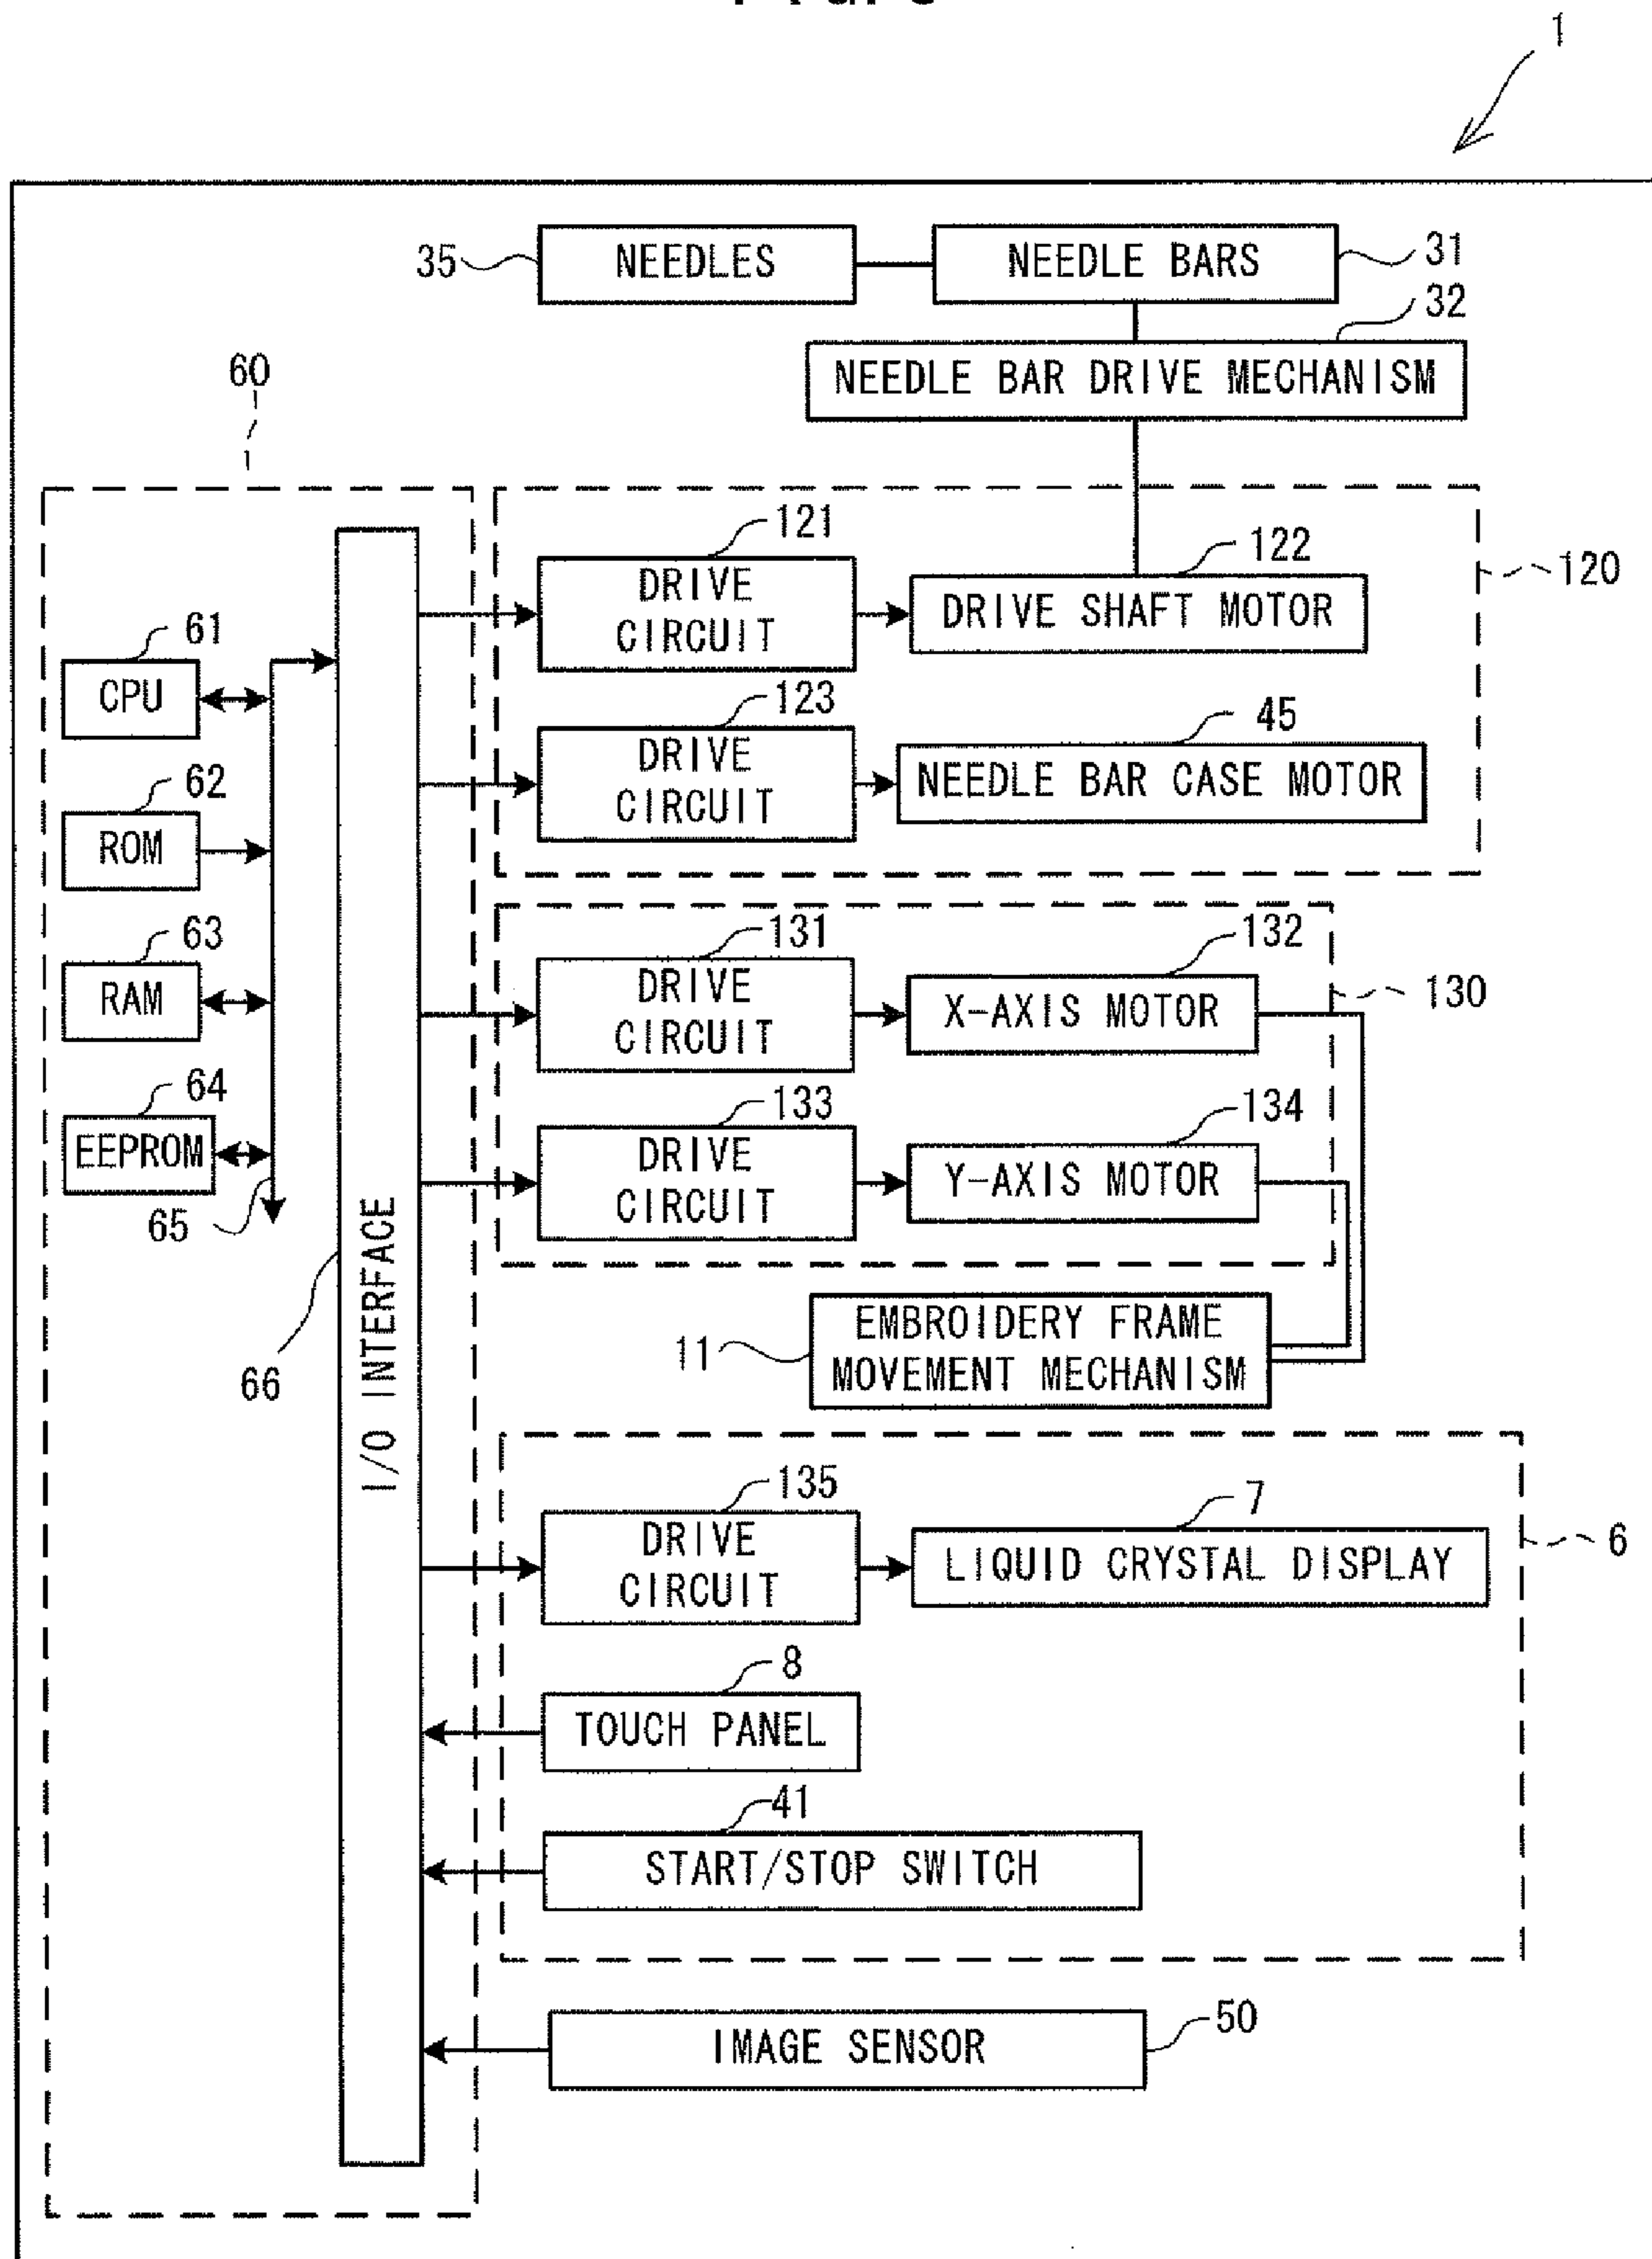 1
35
NEEDLES
NEEDLE BARS
31
32
NEEDLE BAR DRIVE MECHANISM
60
121
DRIVE
CIRCUIT
122
DRIVE SHAFT MOTOR
120
61
CPU
123
DRIVE
CIRCUIT
45
NEEDLE BAR CASE MOTOR
62
ROM
63
RAM
131
DRIVE
CIRCUIT
132
X-AXIS MOTOR
130
64
EEPROM
65
133
DRIVE
CIRCUIT
134
Y-AXIS MOTOR
66
I/O INTERFACE
11
EMBROIDERY FRAME
MOVEMENT MECHANISM
135
DRIVE
CIRCUIT
7
LIQUID CRYSTAL DISPLAY
6
8
TOUCH PANEL
41
START/STOP SWITCH
IMAGE SENSOR
50